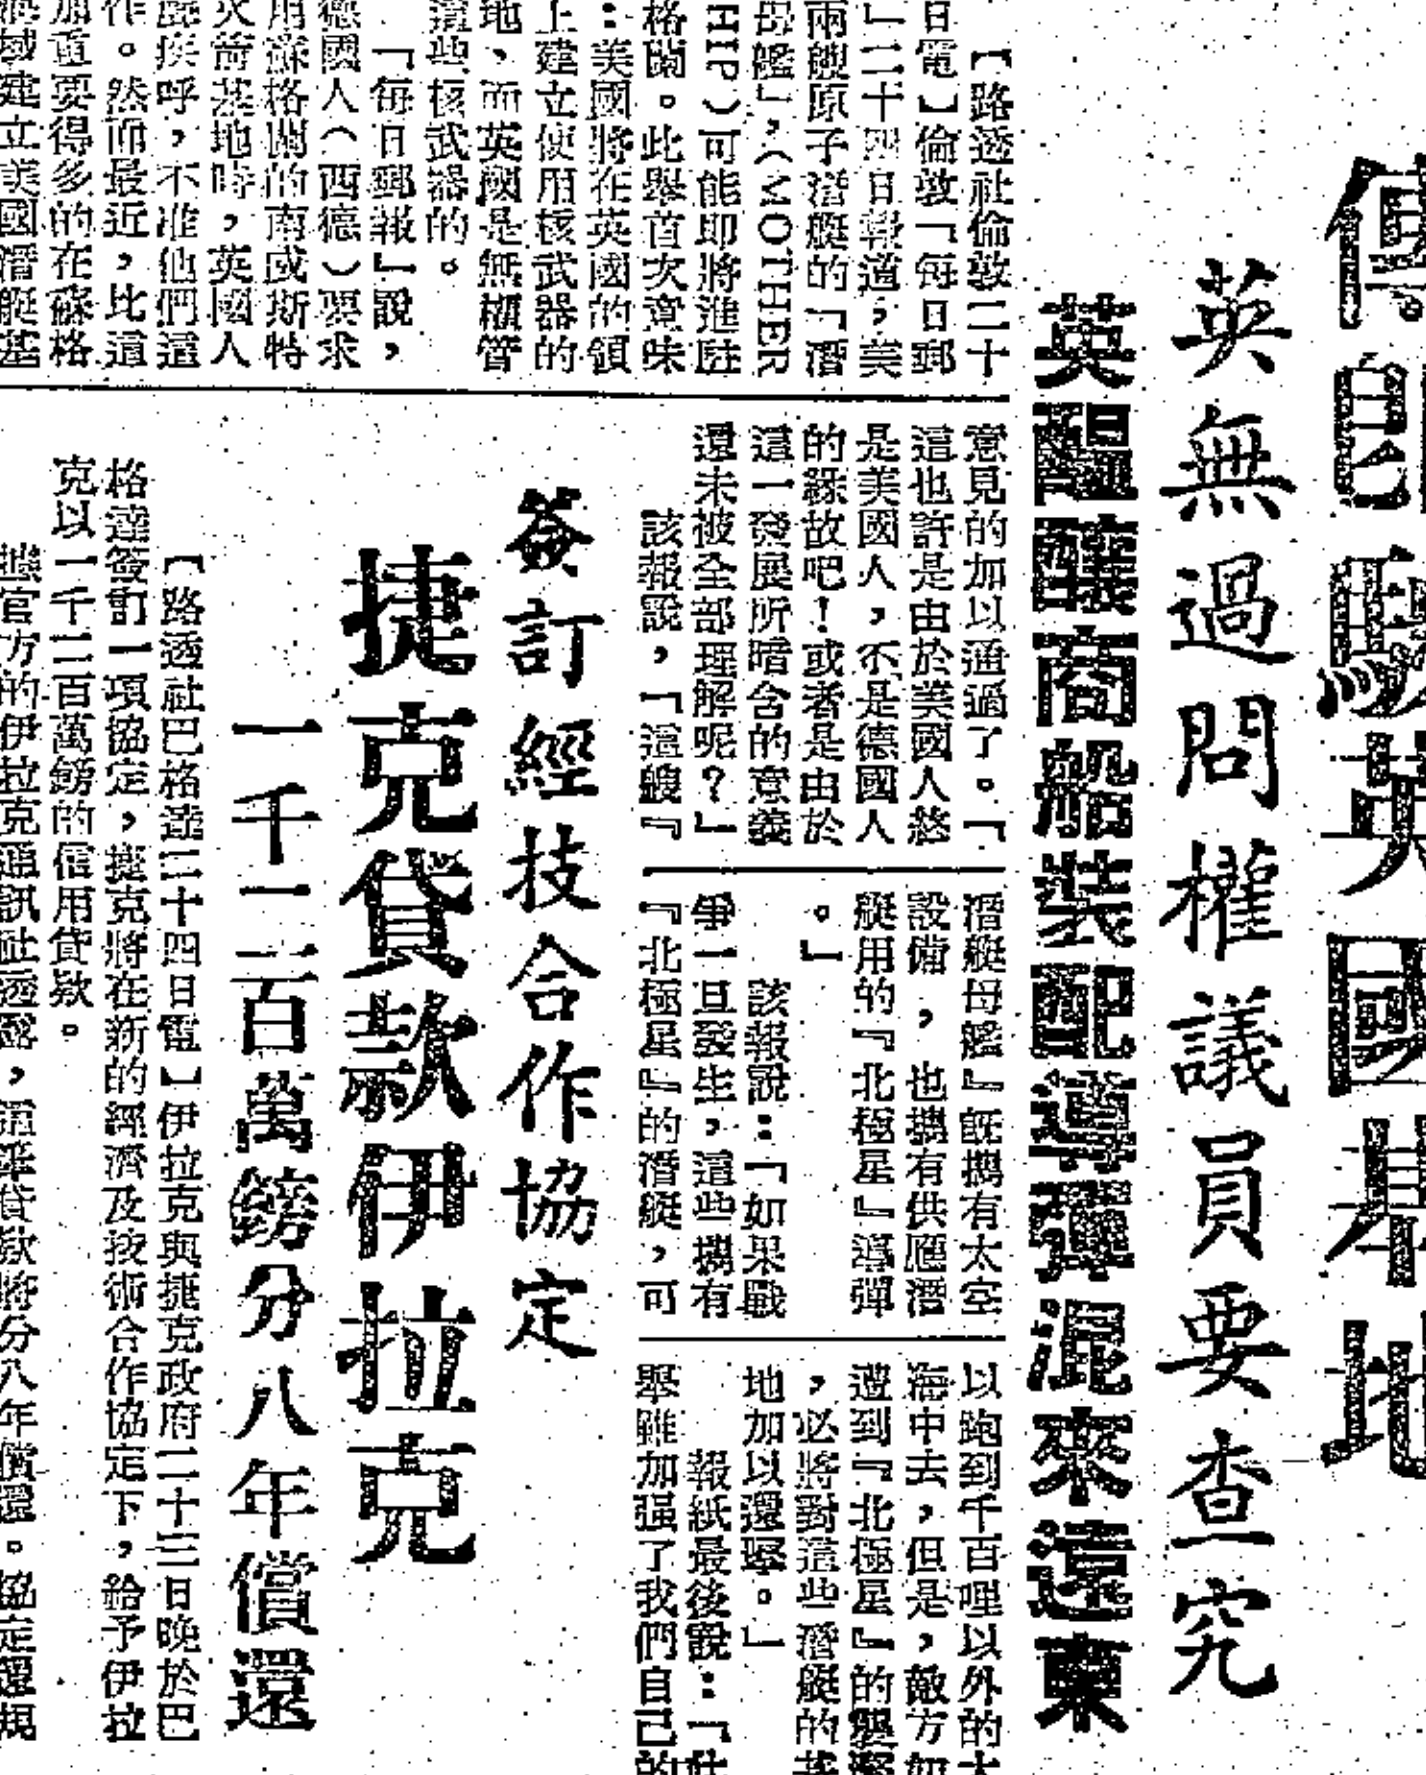 英國基地
英無過問權議員要查究
英醞釀商船裝配導彈混來遠東
【路透社倫敦二十
日電】倫敦「每日郵
」二十四日報道，美
兩艘原子潛艇的「潛
母艦」，（MOTHER
HIP）可能即將進駐
格蘭。此舉首次意味
：美國將在英國的領
上建立使用核武器的
地，而英國是無權管
這些核武器的。
「每日郵報」說，
德國人（西德）要求
用蘇格蘭的南或斯特
火箭基地時，英國人
疾呼，不准他們這
作。然而最近，比這
加重要得多的在蘇格
域建立美國潛艇基
意見的加以通過了。「
這也許是由於美國人慫
是美國人，不是德國人
的緣故吧！或者是由於
這一發展所暗含的意義
還未被全部理解呢？」
該報說，「這艘『
潛艇母艦』既擁有太空
設備，也擁有供應潛
艇用的『北極星』導彈
。」
該報說：「如果戰
爭一旦發生，這些擁有
『北極星』的潛艇，可
以跑到千百哩以外的大
海中去，但是，敵方如
遭到『北極星』的襲擊
，必將對這些潛艇的基
地加以還擊。」
報紙最後說：「此
舉雖加强了我們自己的
簽訂經技合作協定
捷克貸款伊拉克
一千二百萬鎊分八年償還
【路透社巴格達二十四日電】伊拉克與捷克政府二十三日晚於巴
格達簽訂一項協定，捷克將在新的經濟及技術合作協定下，給予伊拉
克以一千二百萬鎊的信用貸款。
據官方的伊拉克通訊社透露，這筆貸款將分八年償還。協定還規